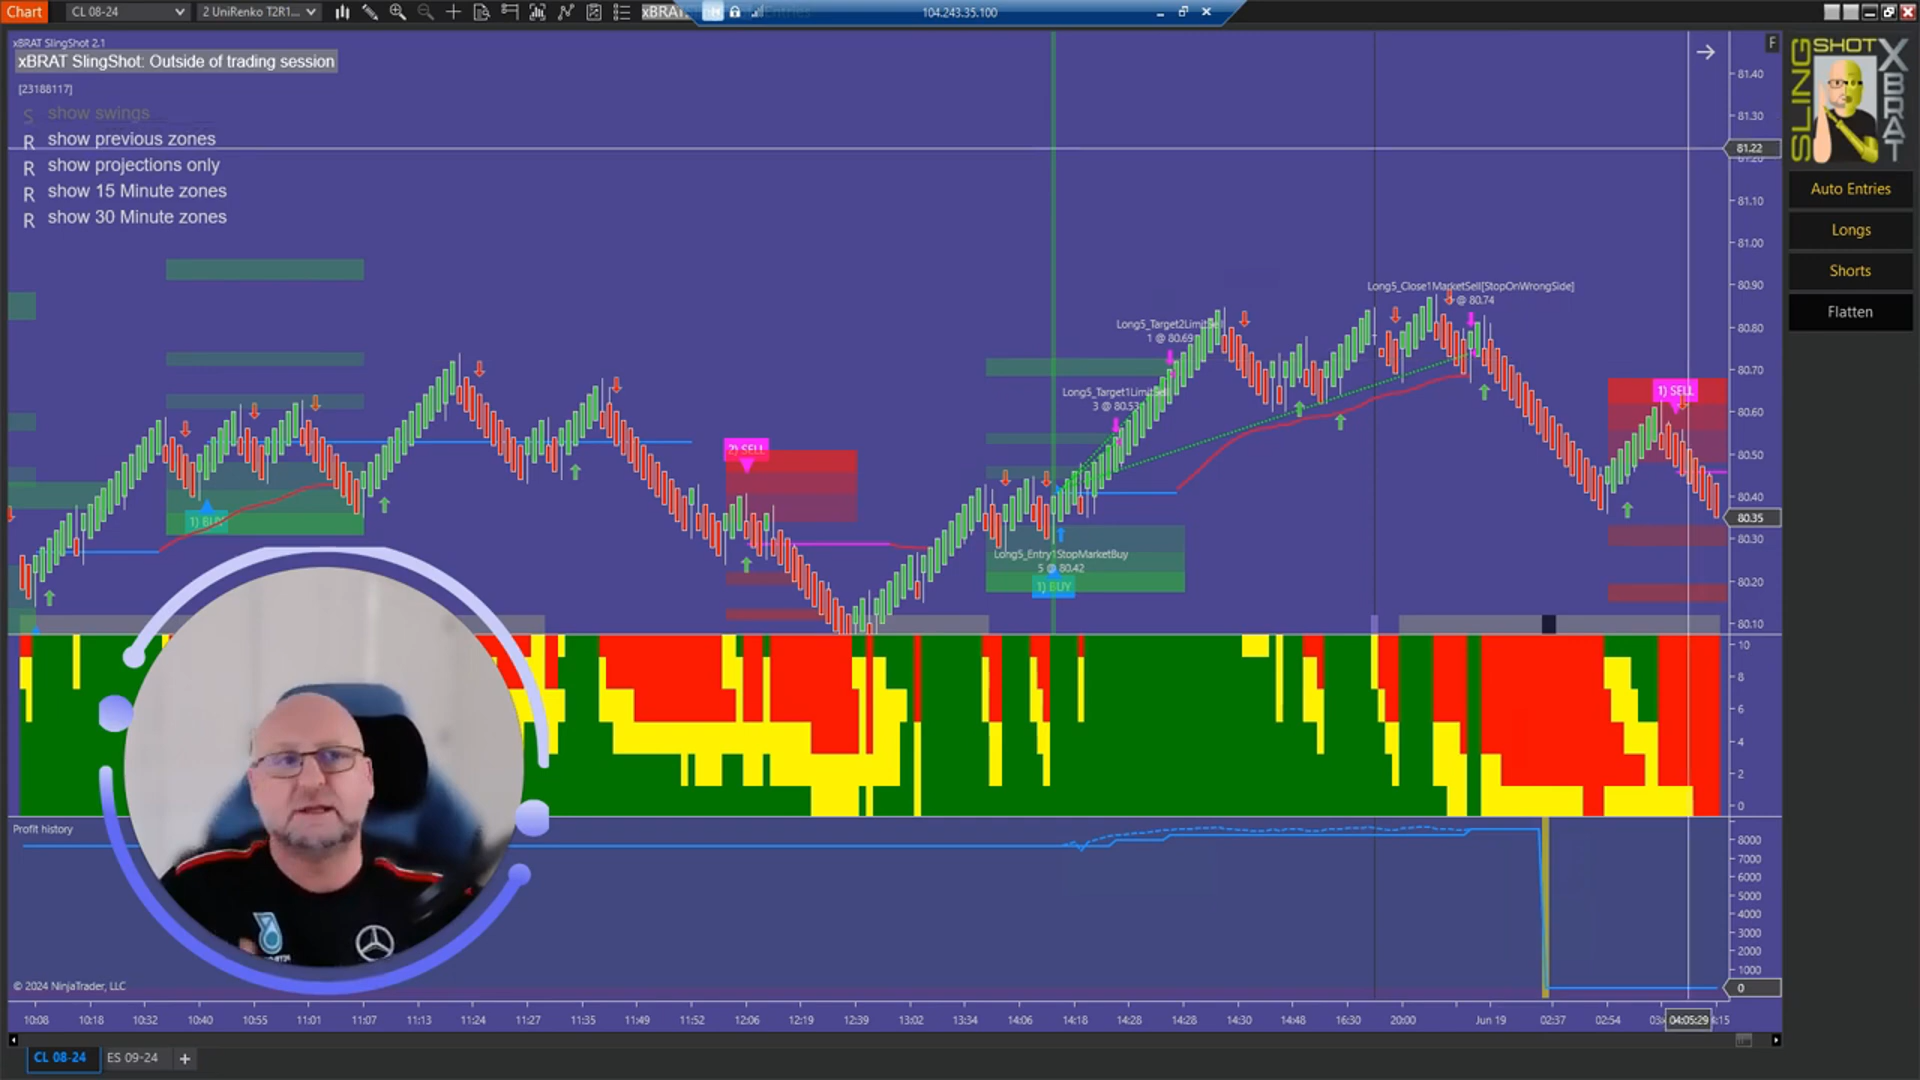 Chart CL 08-24 2 UniRenko T2R1... 104.243.35.100
xBRAT SlingShot 2.1
xBRAT SlingShot: Outside of trading session
[23188117]
S show swings
R show previous zones
R show projections only
R show 15 Minute zones
R show 30 Minute zones
F
SLINGSHOT XBRAT
Auto Entries
Longs
Shorts
Flatten
81.40
81.30
81.22
81.10
81.00
80.90
80.80
80.70
80.60
80.50
80.40
80.35
80.30
80.20
80.10
Long5_Close1MarketSell[StopOnWrongSide]
@ 80.74
Long5_Target2LimitSell
1 @ 80.69
Long5_Target1LimitSell
3 @ 80.53
1) SELL
2) SELL
1) BUY
Long5_Entry1StopMarketBuy
5 @ 80.42
1) BUY
10
8
6
4
2
0
Profit history
8000
7000
6000
5000
4000
3000
2000
1000
0
© 2024 NinjaTrader, LLC
10:08 10:18 10:32 10:40 10:55 11:01 11:07 11:13 11:24 11:27 11:35 11:49 11:52 12:06 12:19 12:39 13:02 13:34 14:06 14:18 14:28 14:28 14:30 14:48 16:30 20:00 Jun 19 02:37 02:54 04:05:29
CL 08-24 ES 09-24 +